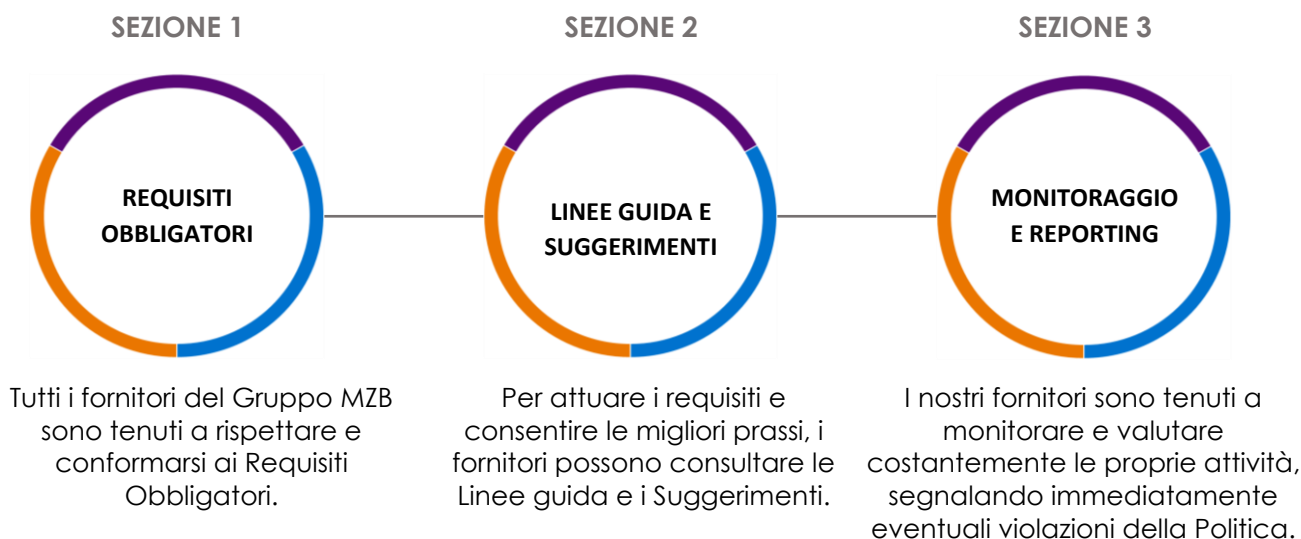 SEZIONE 1
REQUISITI
OBBLIGATORI
Tutti i fornitori del Gruppo MZB
sono tenuti a rispettare e
conformarsi ai Requisiti
Obbligatori.
SEZIONE 2
LINEE GUIDA E
SUGGERIMENTI
Per attuare i requisiti e
consentire le migliori prassi, i
fornitori possono consultare le
Linee guida e i Suggerimenti.
SEZIONE 3
MONITORAGGIO
E REPORTING
I nostri fornitori sono tenuti a
monitorare e valutare
costantemente le proprie attività,
segnalando immediatamente
eventuali violazioni della Politica.